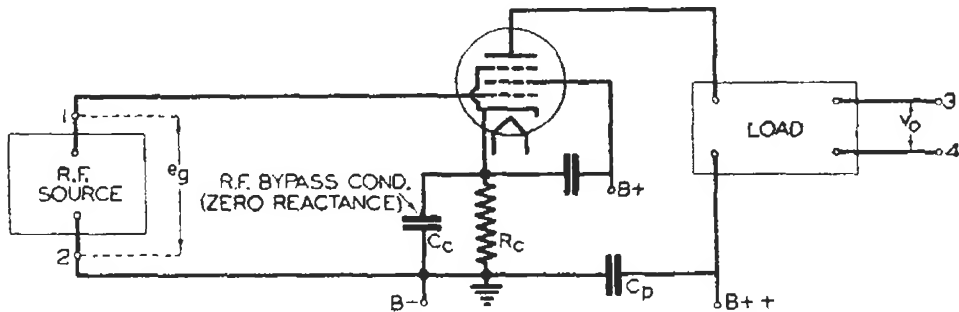 1
R.F.
SOURCE
2
eg
R.F. BYPASS COND.
(ZERO REACTANCE)
Cc
Rc
B-
B+
Cp
B++
LOAD
3
Vo
4